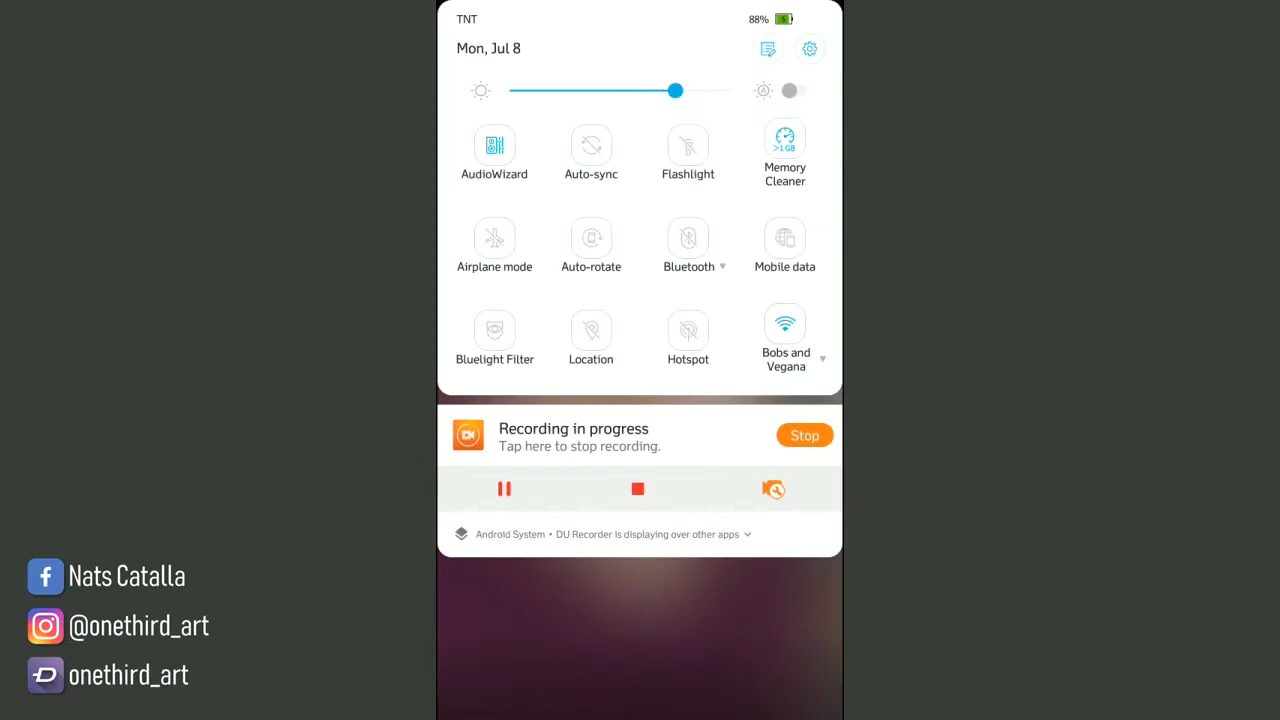 TNT
88%
Mon, Jul 8
A
>1 GB
AudioWizard
Auto-sync
Flashlight
Memory
Cleaner
Airplane mode
Auto-rotate
Bluetooth
Mobile data
Bluelight Filter
Location
Hotspot
Bobs and
Vegana
Recording in progress
Tap here to stop recording.
Stop
Android System • DU Recorder is displaying over other apps
f Nats Catalla
@onethird_art
onethird_art